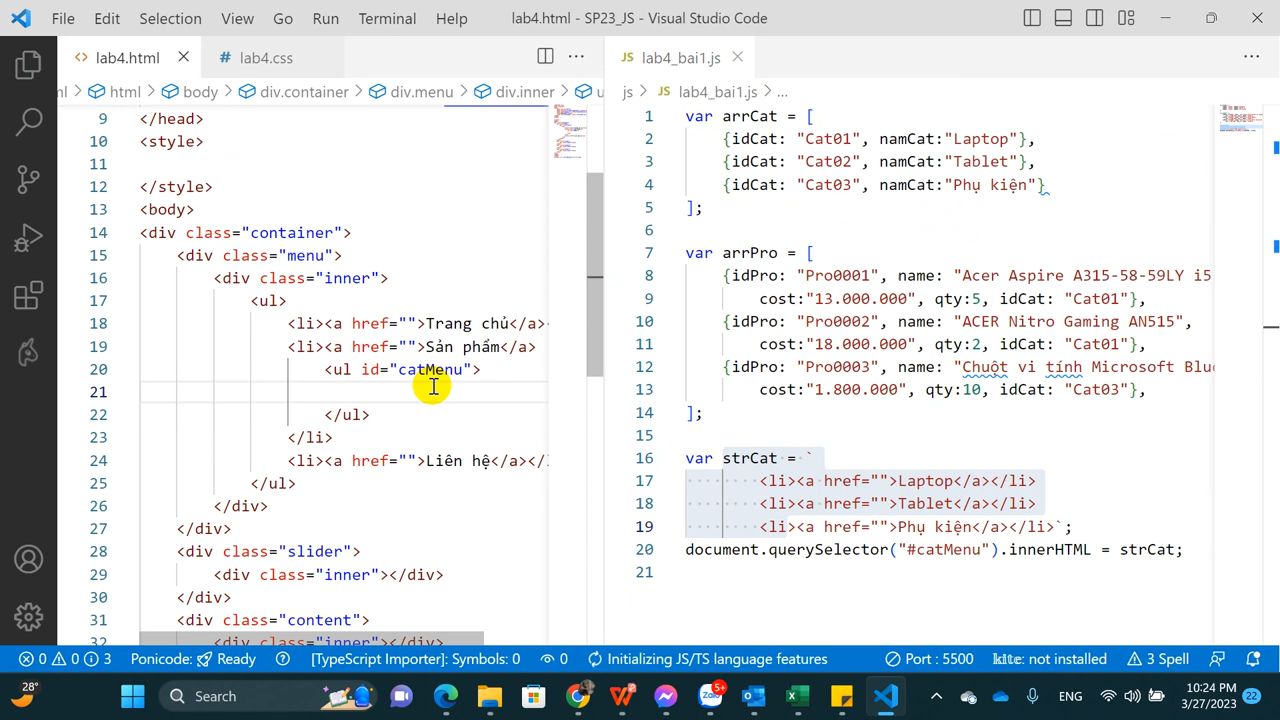 File Edit Selection View Go Run Terminal Help lab4.html - SP23_JS - Visual Studio Code
<> lab4.html # lab4.css
html body div.container div.menu div.inner
9 </head>
10 <style>
11
12 </style>
13 <body>
14 <div class="container">
15 <div class="menu">
16 <div class="inner">
17 <ul>
18 <li><a href="">Trang chủ</a>
19 <li><a href="">Sản phẩm</a>
20 <ul id="catMenu">
21
22 </ul>
23 </li>
24 <li><a href="">Liên hệ</a></
25 </ul>
26 </div>
27 </div>
28 <div class="slider">
29 <div class="inner"></div>
30 </div>
31 <div class="content">
32 <div class="inner"></div>
JS lab4_bai1.js
js > JS lab4_bai1.js > ...
1 var arrCat = [
2 {idCat: "Cat01", namCat:"Laptop"},
3 {idCat: "Cat02", namCat:"Tablet"},
4 {idCat: "Cat03", namCat:"Phụ kiện"}
5 ];
6
7 var arrPro = [
8 {idPro: "Pro0001", name: "Acer Aspire A315-58-59LY i5
9 cost:"13.000.000", qty:5, idCat: "Cat01"},
10 {idPro: "Pro0002", name: "ACER Nitro Gaming AN515",
11 cost:"18.000.000", qty:2, idCat: "Cat01"},
12 {idPro: "Pro0003", name: "Chuột vi tính Microsoft Blu
13 cost:"1.800.000", qty:10, idCat: "Cat03"},
14 ];
15
16 var strCat = `
17 <li><a href="">Laptop</a></li>
18 <li><a href="">Tablet</a></li>
19 <li><a href="">Phụ kiện</a></li>`;
20 document.querySelector("#catMenu").innerHTML = strCat;
21
0 0 3 Ponicode: Ready [TypeScript Importer]: Symbols: 0 0 Initializing JS/TS language features Port : 5500 kite: not installed 3 Spell
28° Search 5+ Zalo ENG 10:24 PM 3/27/2023 22